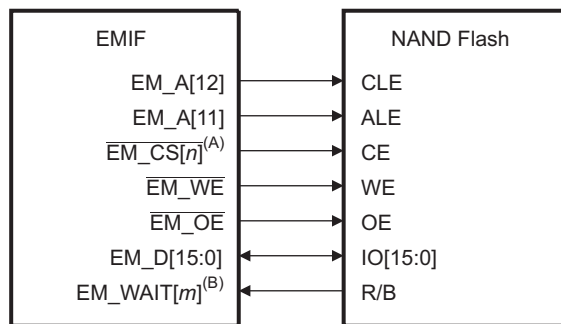 EMIF NAND Flash
EM_A[12] CLE
EM_A[11] ALE
EM_CS[n](A) CE
EM_WE WE
EM_OE OE
EM_D[15:0] IO[15:0]
EM_WAIT[m](B) R/B